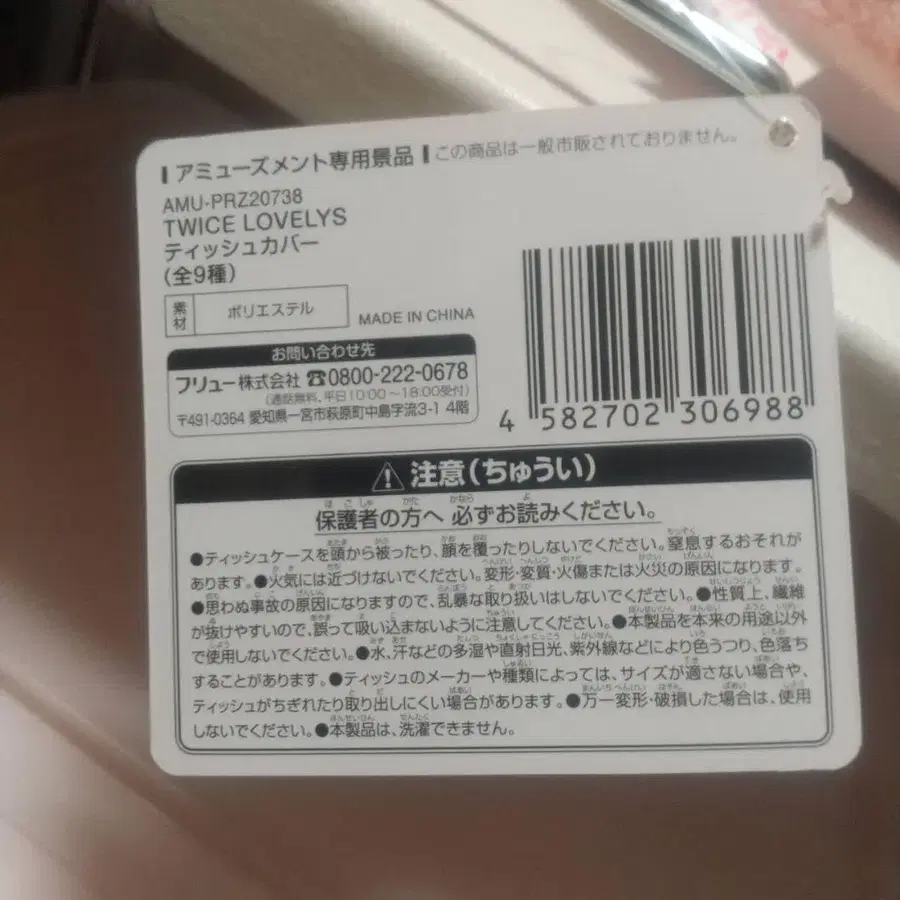 アミューズメント専用景品 この商品は一般市販されておりません。
AMU-PRZ20738
TWICE LOVELYS
ティッシュカバー
(全9種)
素材 ポリエステル MADE IN CHINA
お問い合わせ先
フリュー株式会社 ☎0800-222-0678
(通話無料、平日10:00~18:00受付)
〒491-0364 愛知県一宮市萩原町中島字流3-1 4階
4 582702 306988
⚠注意(ちゅうい)
保護者の方へ 必ずお読みください。
●ティッシュケースを頭から被ったり、顔を覆ったりしないでください。窒息するおそれが
あります。●火気には近づけないでください。変形・変質・火傷または火災の原因になります。
●思わぬ事故の原因になりますので、乱暴な取り扱いはしないでください。●性質上、繊維
が抜けやすいので、誤って吸い込まないように注意してください。●本製品を本来の用途以外
で使用しないでください。●水、汗などの多湿や直射日光、紫外線などにより色うつり、色落ち
することがあります。●ティッシュのメーカーや種類によっては、サイズが適さない場合や、
ティッシュがちぎれたり取り出しにくい場合があります。●万一変形・破損した場合は、使用
しないでください。●本製品は、洗濯できません。